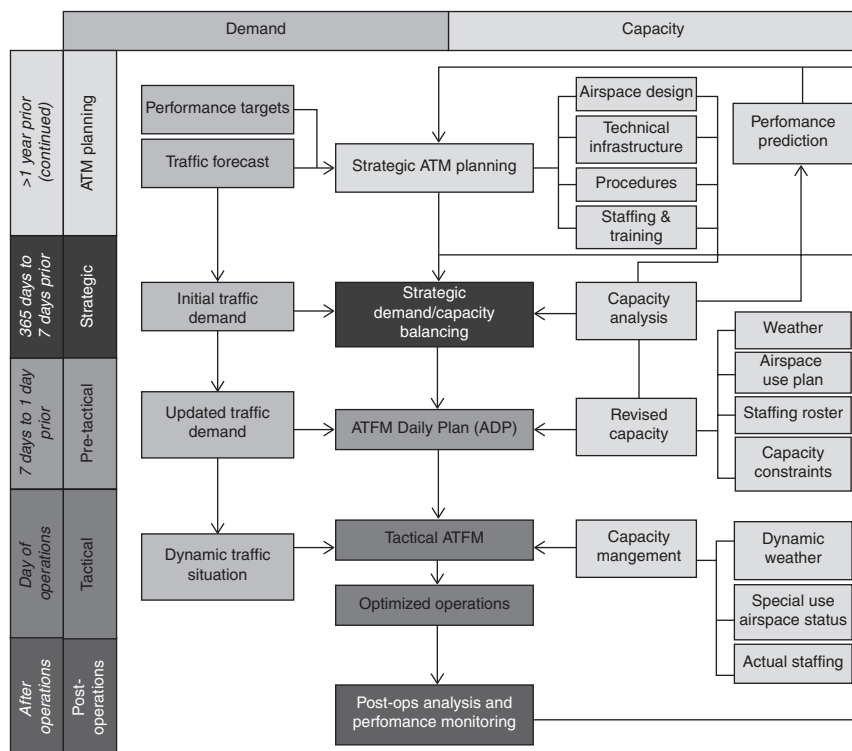 Demand
Capacity
>1 year prior
(continued)
ATM planning
Performance targets
Traffic forecast
Strategic ATM planning
Airspace design
Technical
infrastructure
Procedures
Staffing &
training
Perfomance
prediction
365 days to
7 days prior
Strategic
Initial traffic
demand
Strategic
demand/capacity
balancing
Capacity
analysis
7 days to 1 day
prior
Pre-tactical
Updated traffic
demand
ATFM Daily Plan (ADP)
Revised
capacity
Weather
Airspace
use plan
Staffing roster
Capacity
constraints
Day of
operations
Tactical
Dynamic traffic
situation
Tactical ATFM
Optimized operations
Capacity
mangement
Dynamic
weather
Special use
airspace status
Actual staffing
After
operations
Post-
operations
Post-ops analysis and
perfomance monitoring